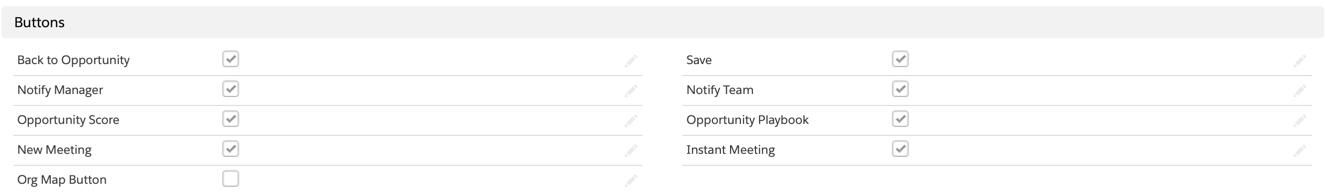 Buttons
Back to Opportunity
Save
Notify Manager
Notify Team
Opportunity Score
Opportunity Playbook
New Meeting
Instant Meeting
Org Map Button